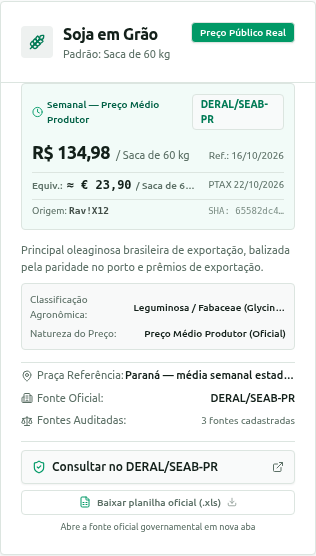 Soja em Grão
Preço Público Real
Padrão: Saca de 60 kg
Semanal — Preço Médio
Produtor
DERAL/SEAB-
PR
R$ 134,98 / Saca de 60 kg
Ref.: 16/10/2026
Equiv.: ≈ € 23,90 / Saca de 6...
PTAX 22/10/2026
Origem: Rav!X12
SHA: 65582dc4…
Principal oleaginosa brasileira de exportação, balizada
pela paridade no porto e prêmios de exportação.
Classificação
Agronômica:
Leguminosa / Fabaceae (Glycin...
Natureza do Preço:
Preço Médio Produtor (Oficial)
Praça Referência: Paraná — média semanal estad...
Fonte Oficial:
DERAL/SEAB-PR
Fontes Auditadas:
3 fontes cadastradas
Consultar no DERAL/SEAB-PR
Baixar planilha oficial (.xls)
Abre a fonte oficial governamental em nova aba